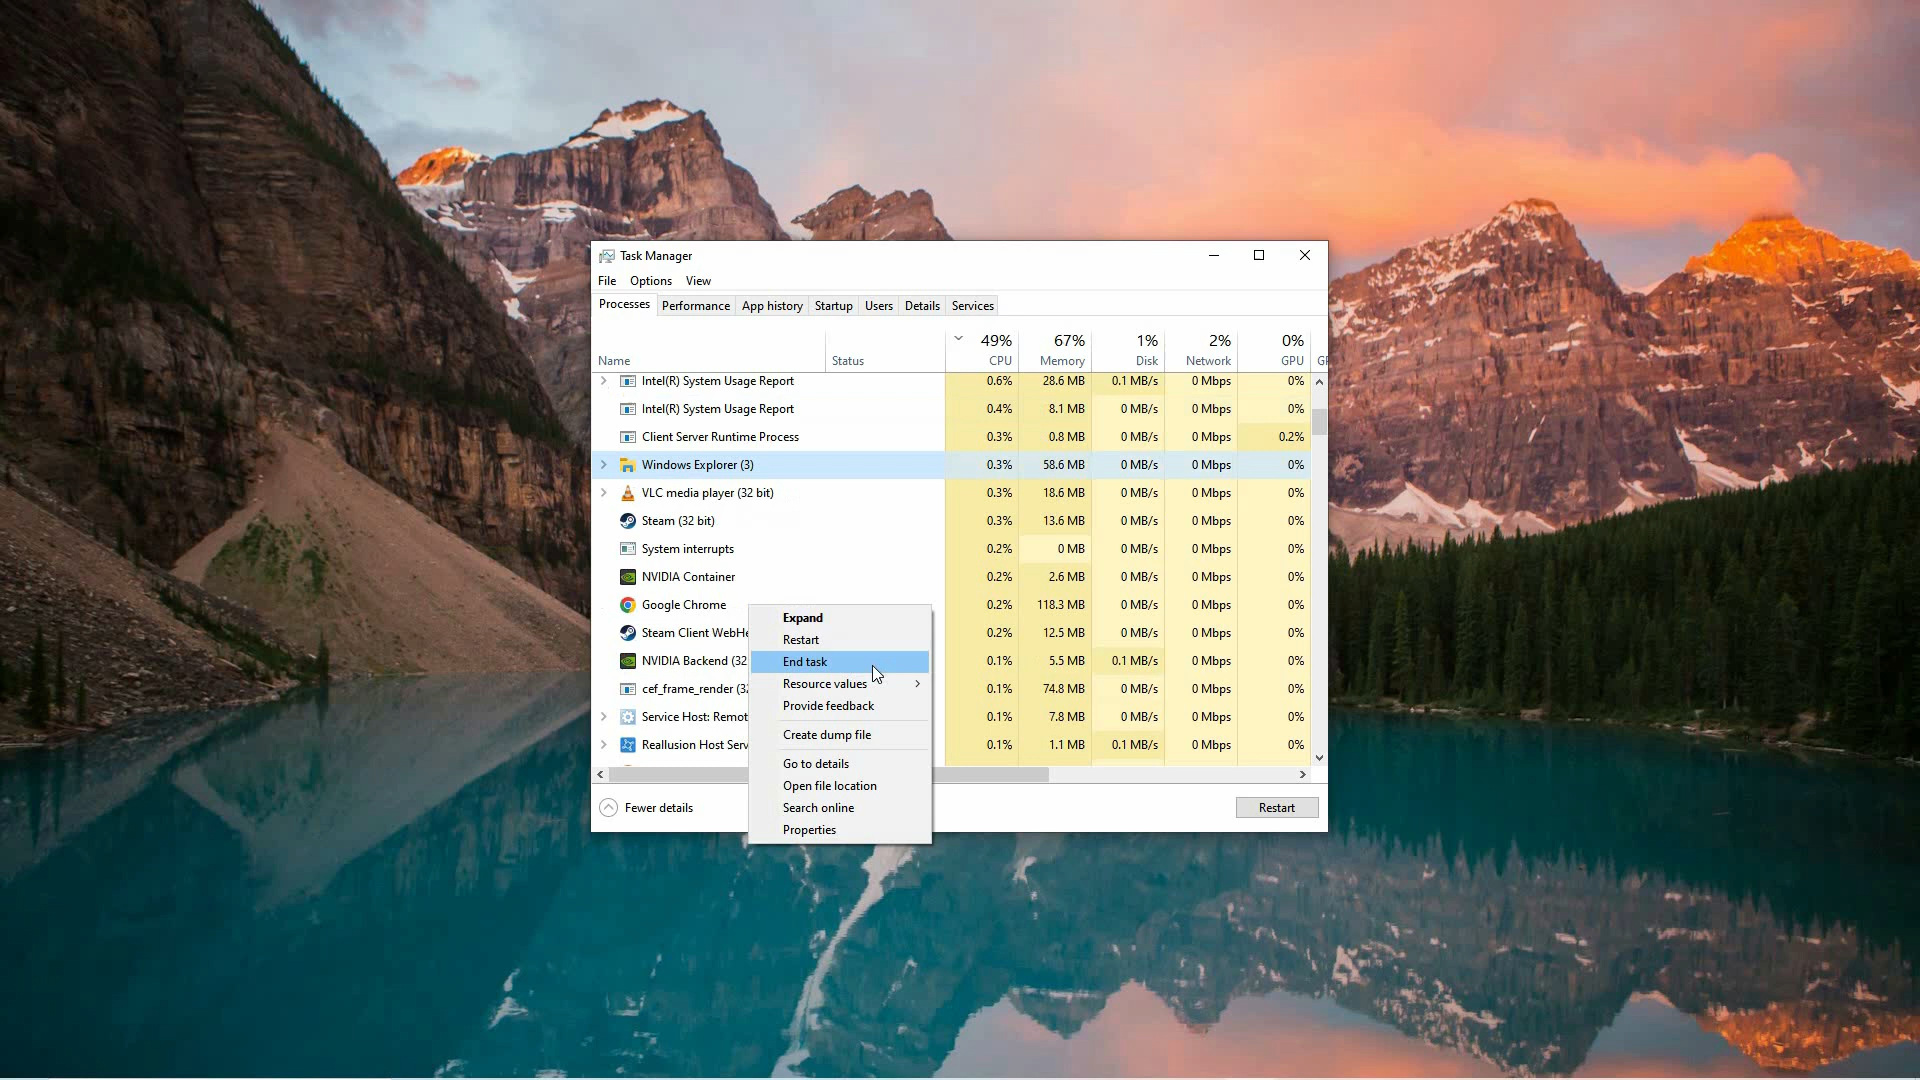 Task Manager
File Options View
Processes Performance App history Startup Users Details Services
49% 67% 1% 2% 0%
Name Status CPU Memory Disk Network GPU
Intel(R) System Usage Report 0.6% 28.6 MB 0.1 MB/s 0 Mbps 0%
Intel(R) System Usage Report 0.4% 8.1 MB 0 MB/s 0 Mbps 0%
Client Server Runtime Process 0.3% 0.8 MB 0 MB/s 0 Mbps 0.2%
Windows Explorer (3) 0.3% 58.6 MB 0 MB/s 0 Mbps 0%
VLC media player (32 bit) 0.3% 18.6 MB 0 MB/s 0 Mbps 0%
Steam (32 bit) 0.3% 13.6 MB 0 MB/s 0 Mbps 0%
System interrupts 0.2% 0 MB 0 MB/s 0 Mbps 0%
NVIDIA Container 0.2% 2.6 MB 0 MB/s 0 Mbps 0%
Google Chrome 0.2% 118.3 MB 0 MB/s 0 Mbps 0%
Steam Client 0.2% 12.5 MB 0 MB/s 0 Mbps 0%
NVIDIA Backend (32 0.1% 5.5 MB 0.1 MB/s 0 Mbps 0%
cef_frame_render 0.1% 74.8 MB 0 MB/s 0 Mbps 0%
Service Host: 0.1% 7.8 MB 0 MB/s 0 Mbps 0%
Reallusion Host 0.1% 1.1 MB 0.1 MB/s 0 Mbps 0%
Expand
Restart
End task
Resource values
Provide feedback
Create dump file
Go to details
Open file location
Search online
Properties
Fewer details
Restart